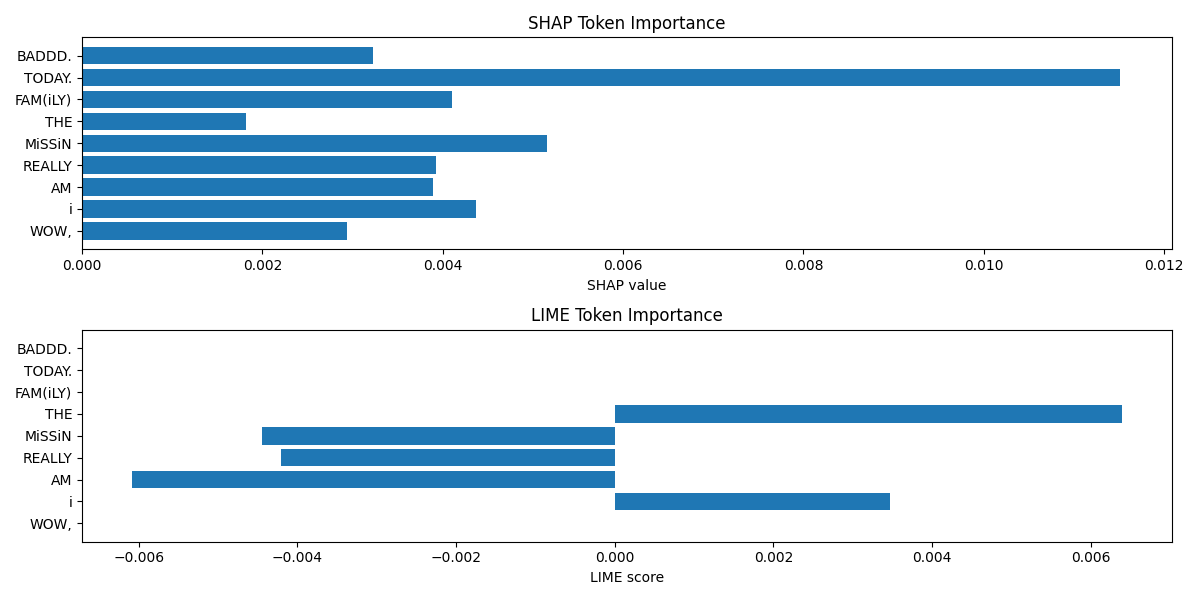 SHAP Token Importance
BADDD.
TODAY.
FAM(iLY)
THE
MiSSiN
REALLY
AM
i
WOW,
0.000 0.002 0.004 0.006 0.008 0.010 0.012
SHAP value
LIME Token Importance
BADDD.
TODAY.
FAM(iLY)
THE
MiSSiN
REALLY
AM
i
WOW,
−0.006 −0.004 −0.002 0.000 0.002 0.004 0.006
LIME score